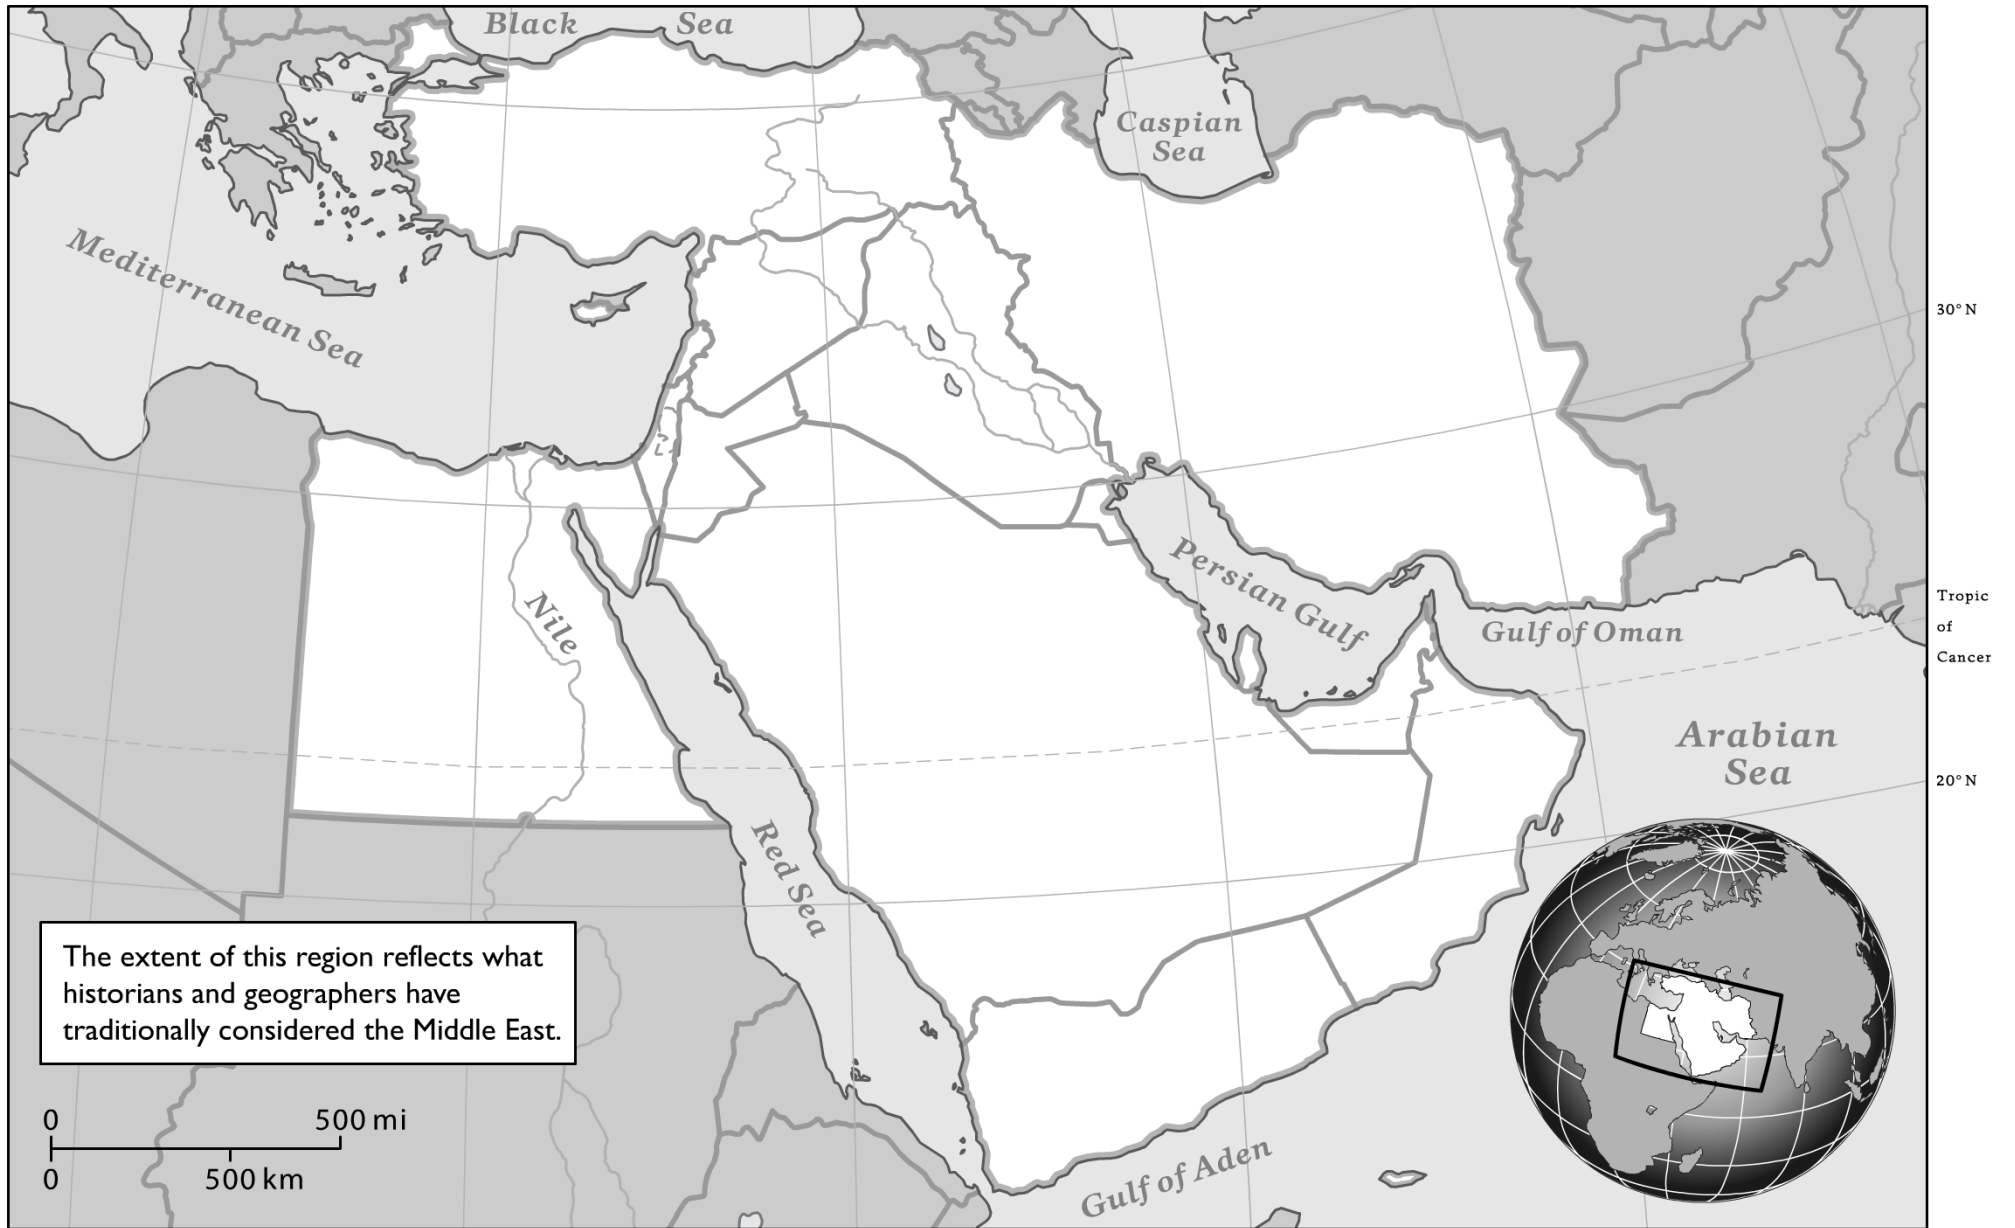 Black Sea
Caspian
Sea
Mediterranean Sea
30° N
Persian Gulf
Nile
Gulf of Oman
Tropic
of
Cancer
Arabian
Sea
20° N
Red Sea
The extent of this region reflects what
historians and geographers have
traditionally considered the Middle East.
0 500 mi
0 500 km
Gulf of Aden